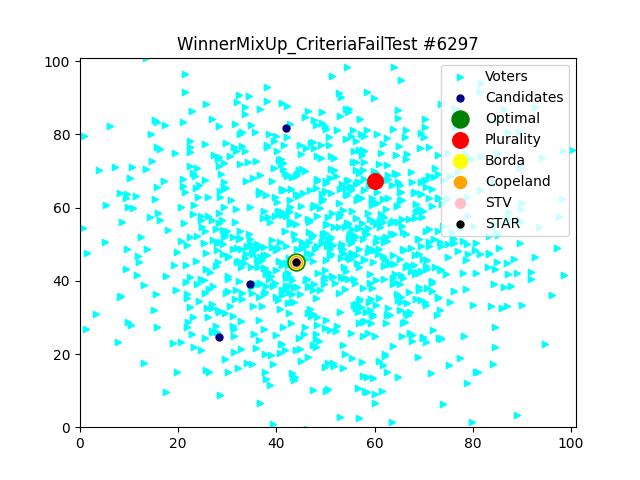 WinnerMixUp_CriteriaFailTest #6297
100
80
60
40
20
0
0
20
40
60
80
100
Voters
Candidates
Optimal
Plurality
Borda
Copeland
STV
STAR